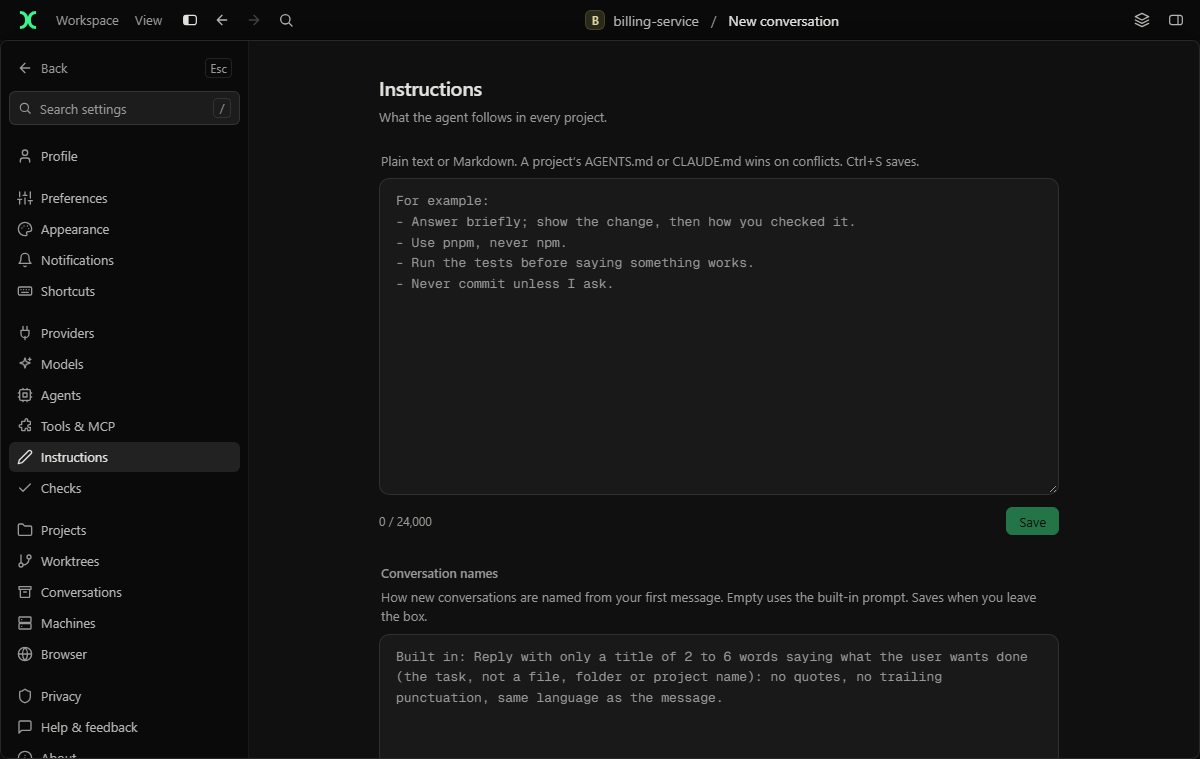 Workspace View
B billing-service / New conversation
Back Esc
Search settings /
Profile
Preferences
Appearance
Notifications
Shortcuts
Providers
Models
Agents
Tools & MCP
Instructions
Checks
Projects
Worktrees
Conversations
Machines
Browser
Privacy
Help & feedback
About
Instructions
What the agent follows in every project.
Plain text or Markdown. A project's AGENTS.md or CLAUDE.md wins on conflicts. Ctrl+S saves.
For example:
- Answer briefly; show the change, then how you checked it.
- Use pnpm, never npm.
- Run the tests before saying something works.
- Never commit unless I ask.
0 / 24,000
Save
Conversation names
How new conversations are named from your first message. Empty uses the built-in prompt. Saves when you leave
the box.
Built in: Reply with only a title of 2 to 6 words saying what the user wants done
(the task, not a file, folder or project name): no quotes, no trailing
punctuation, same language as the message.